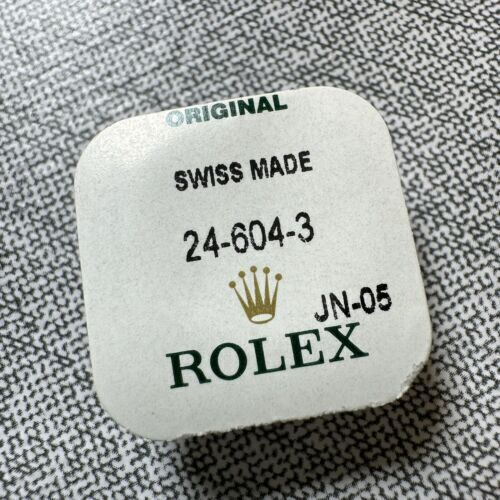 ORIGINAL
SWISS MADE
24-604-3
JN-05
ROLEX